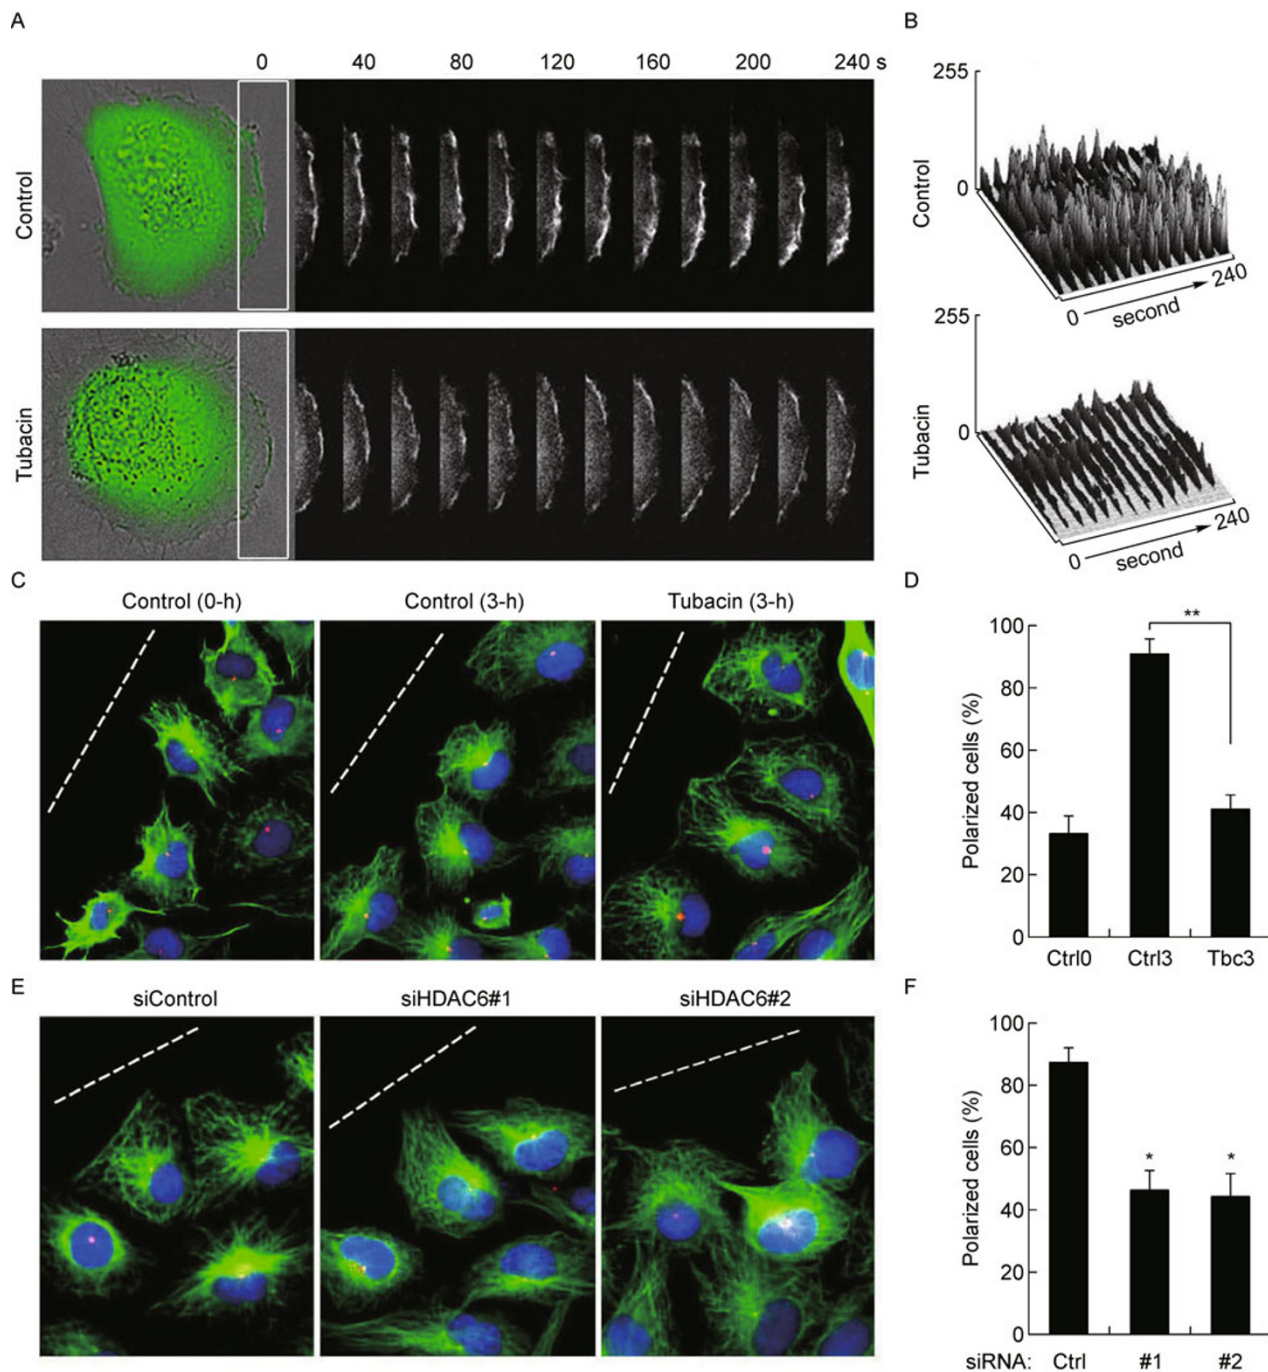 A
B
0 40 80 120 160 200 240 s
Control
Tubacin
255
0
Control
0 second 240
255
0
Tubacin
0 second 240
C
Control (0-h) Control (3-h) Tubacin (3-h)
D
100
80
60
40
20
0
Polarized cells (%)
**
Ctrl0 Ctrl3 Tbc3
E
siControl siHDAC6#1 siHDAC6#2
F
100
80
60
40
20
0
Polarized cells (%)
* *
siRNA: Ctrl #1 #2